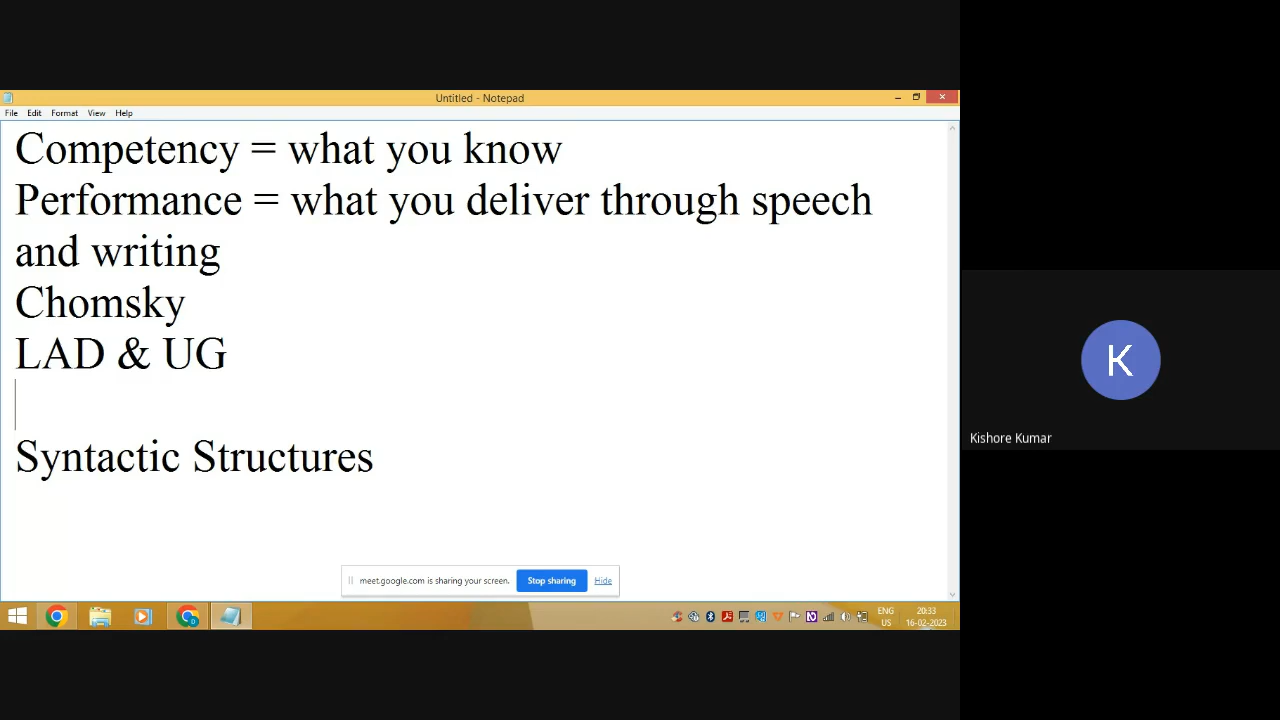 Untitled - Notepad
File Edit Format View Help
Competency = what you know
Performance = what you deliver through speech
and writing
Chomsky
LAD & UG
Syntactic Structures
meet.google.com is sharing your screen. Stop sharing Hide
ENG 20:33
US 16-02-2023
K
Kishore Kumar